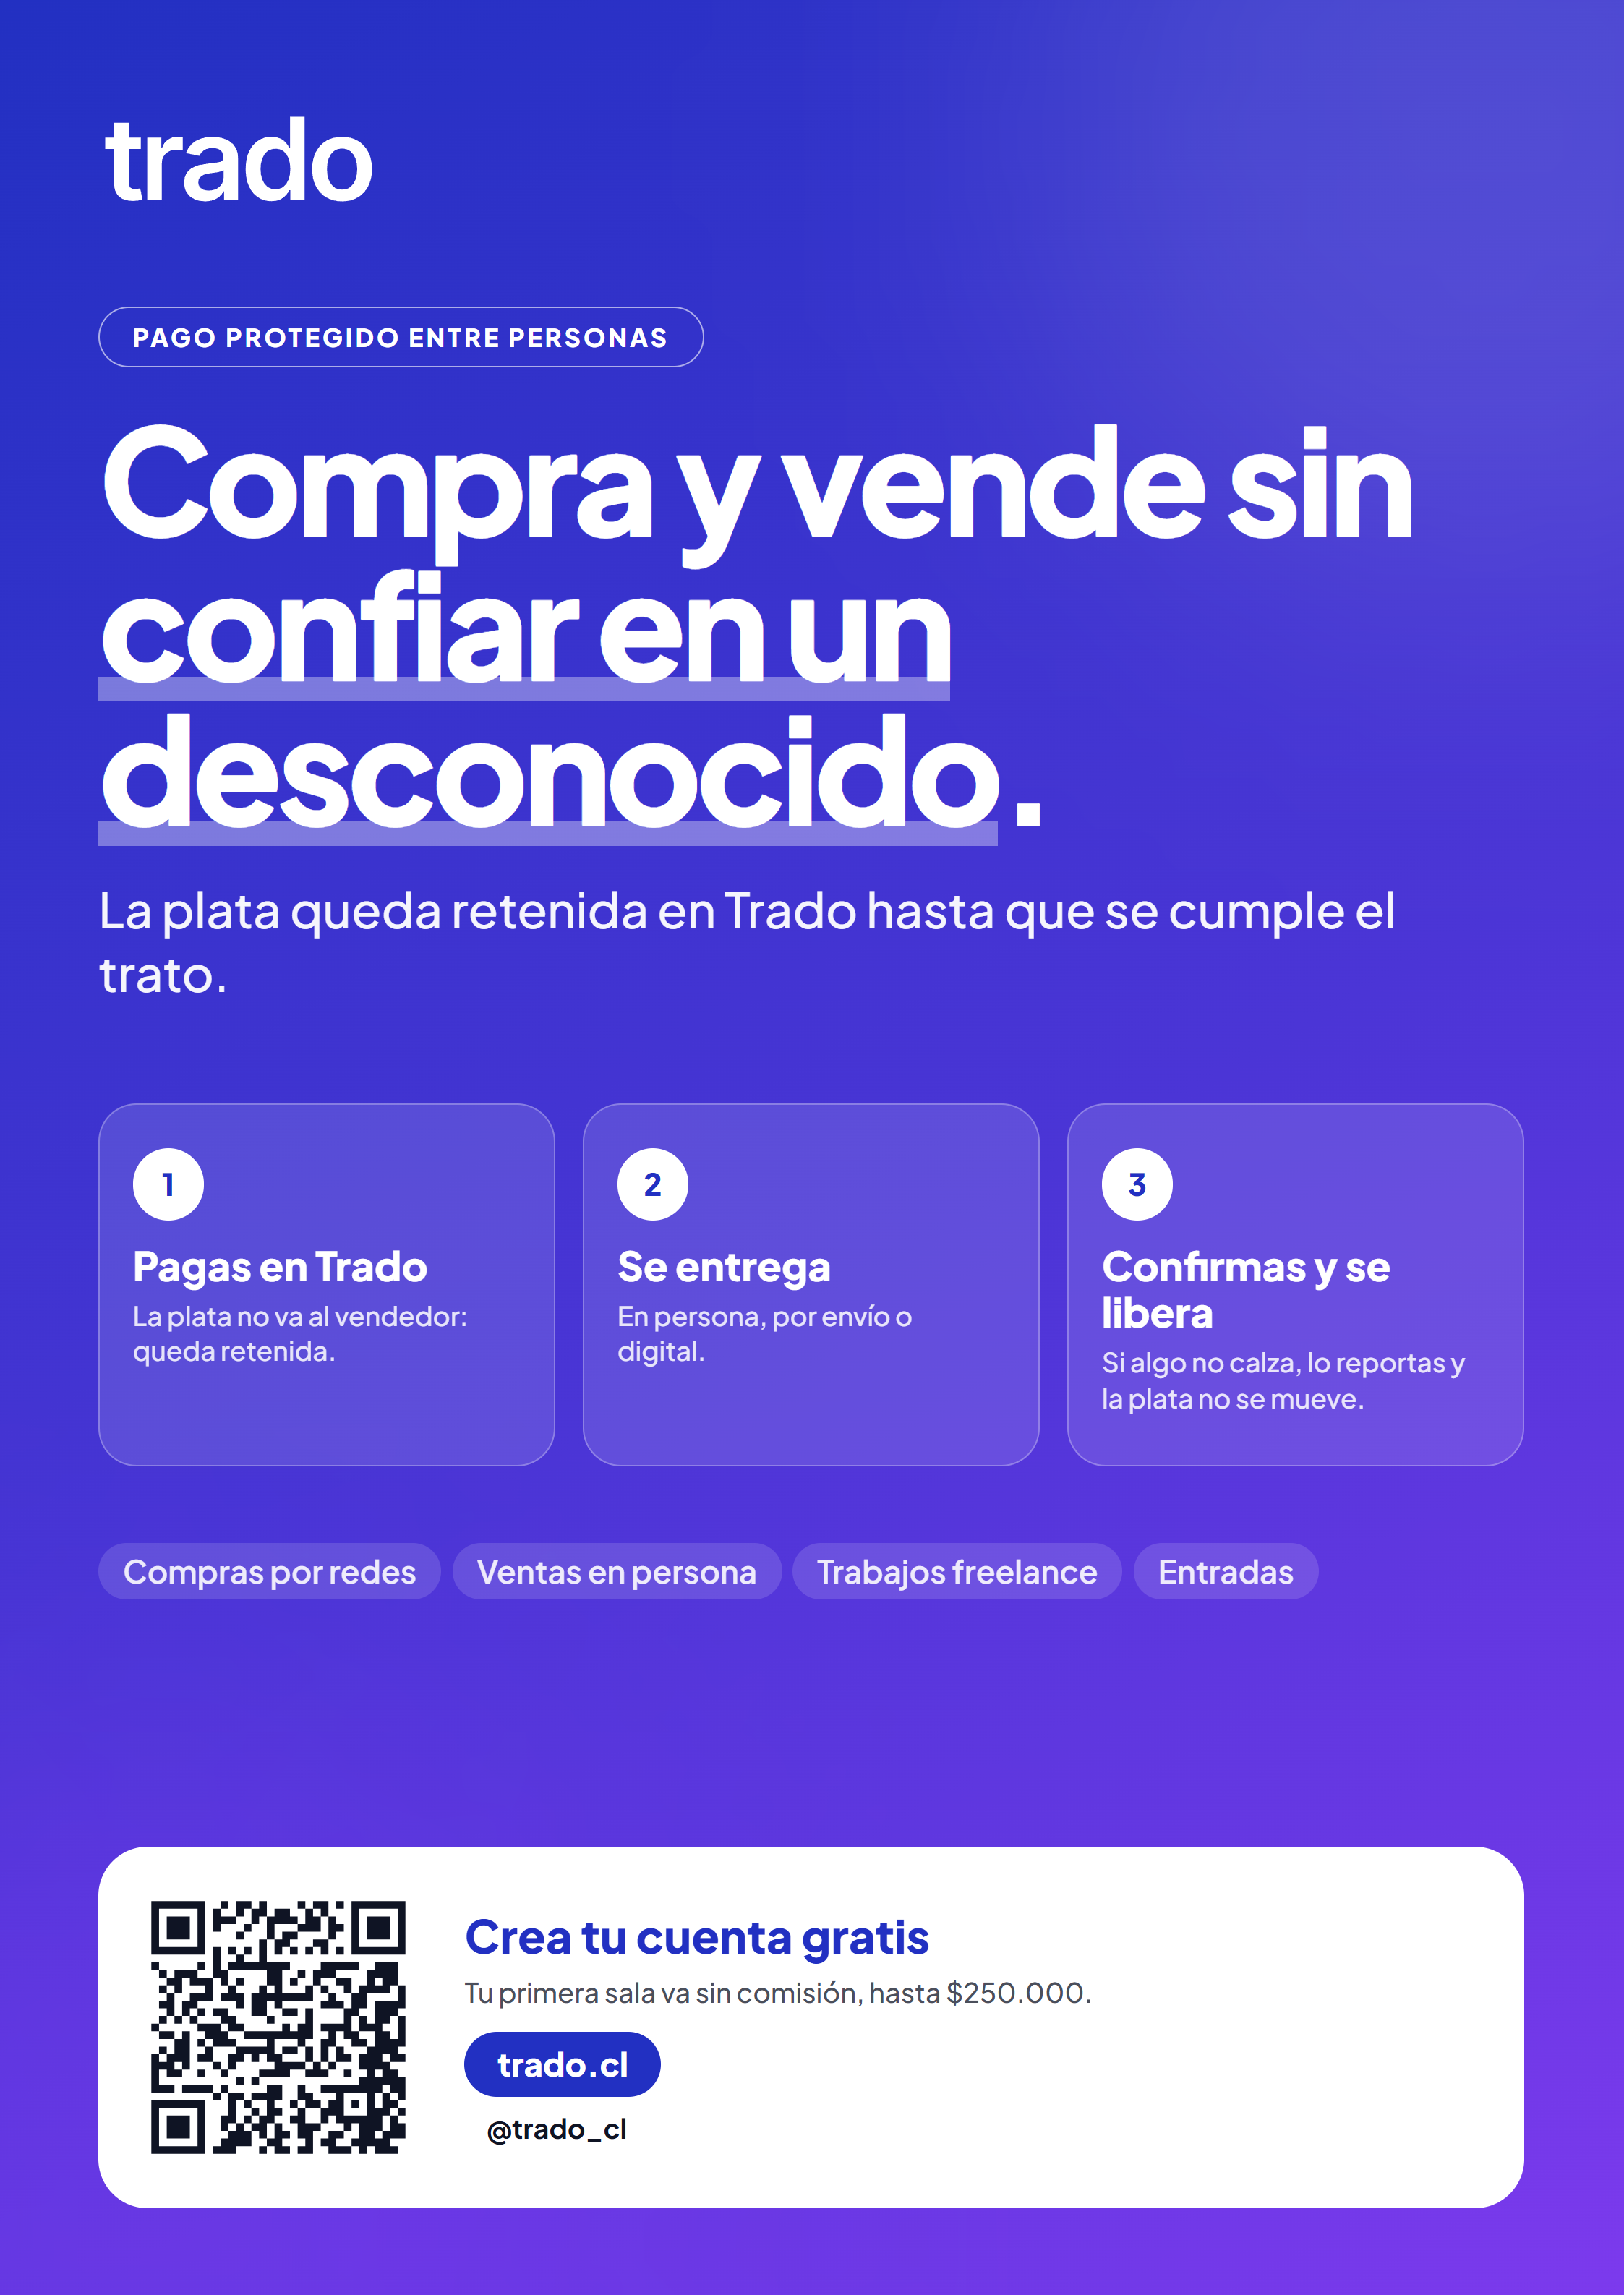 trado
PAGO PROTEGIDO ENTRE PERSONAS
Compra y vende sin
confiar en un
desconocido.
La plata queda retenida en Trado hasta que se cumple el
trato.
1
Pagas en Trado
La plata no va al vendedor:
queda retenida.
2
Se entrega
En persona, por envío o
digital.
3
Confirmas y se
libera
Si algo no calza, lo reportas y
la plata no se mueve.
Compras por redes
Ventas en persona
Trabajos freelance
Entradas
Crea tu cuenta gratis
Tu primera sala va sin comisión, hasta $250.000.
trado.cl
@trado_cl